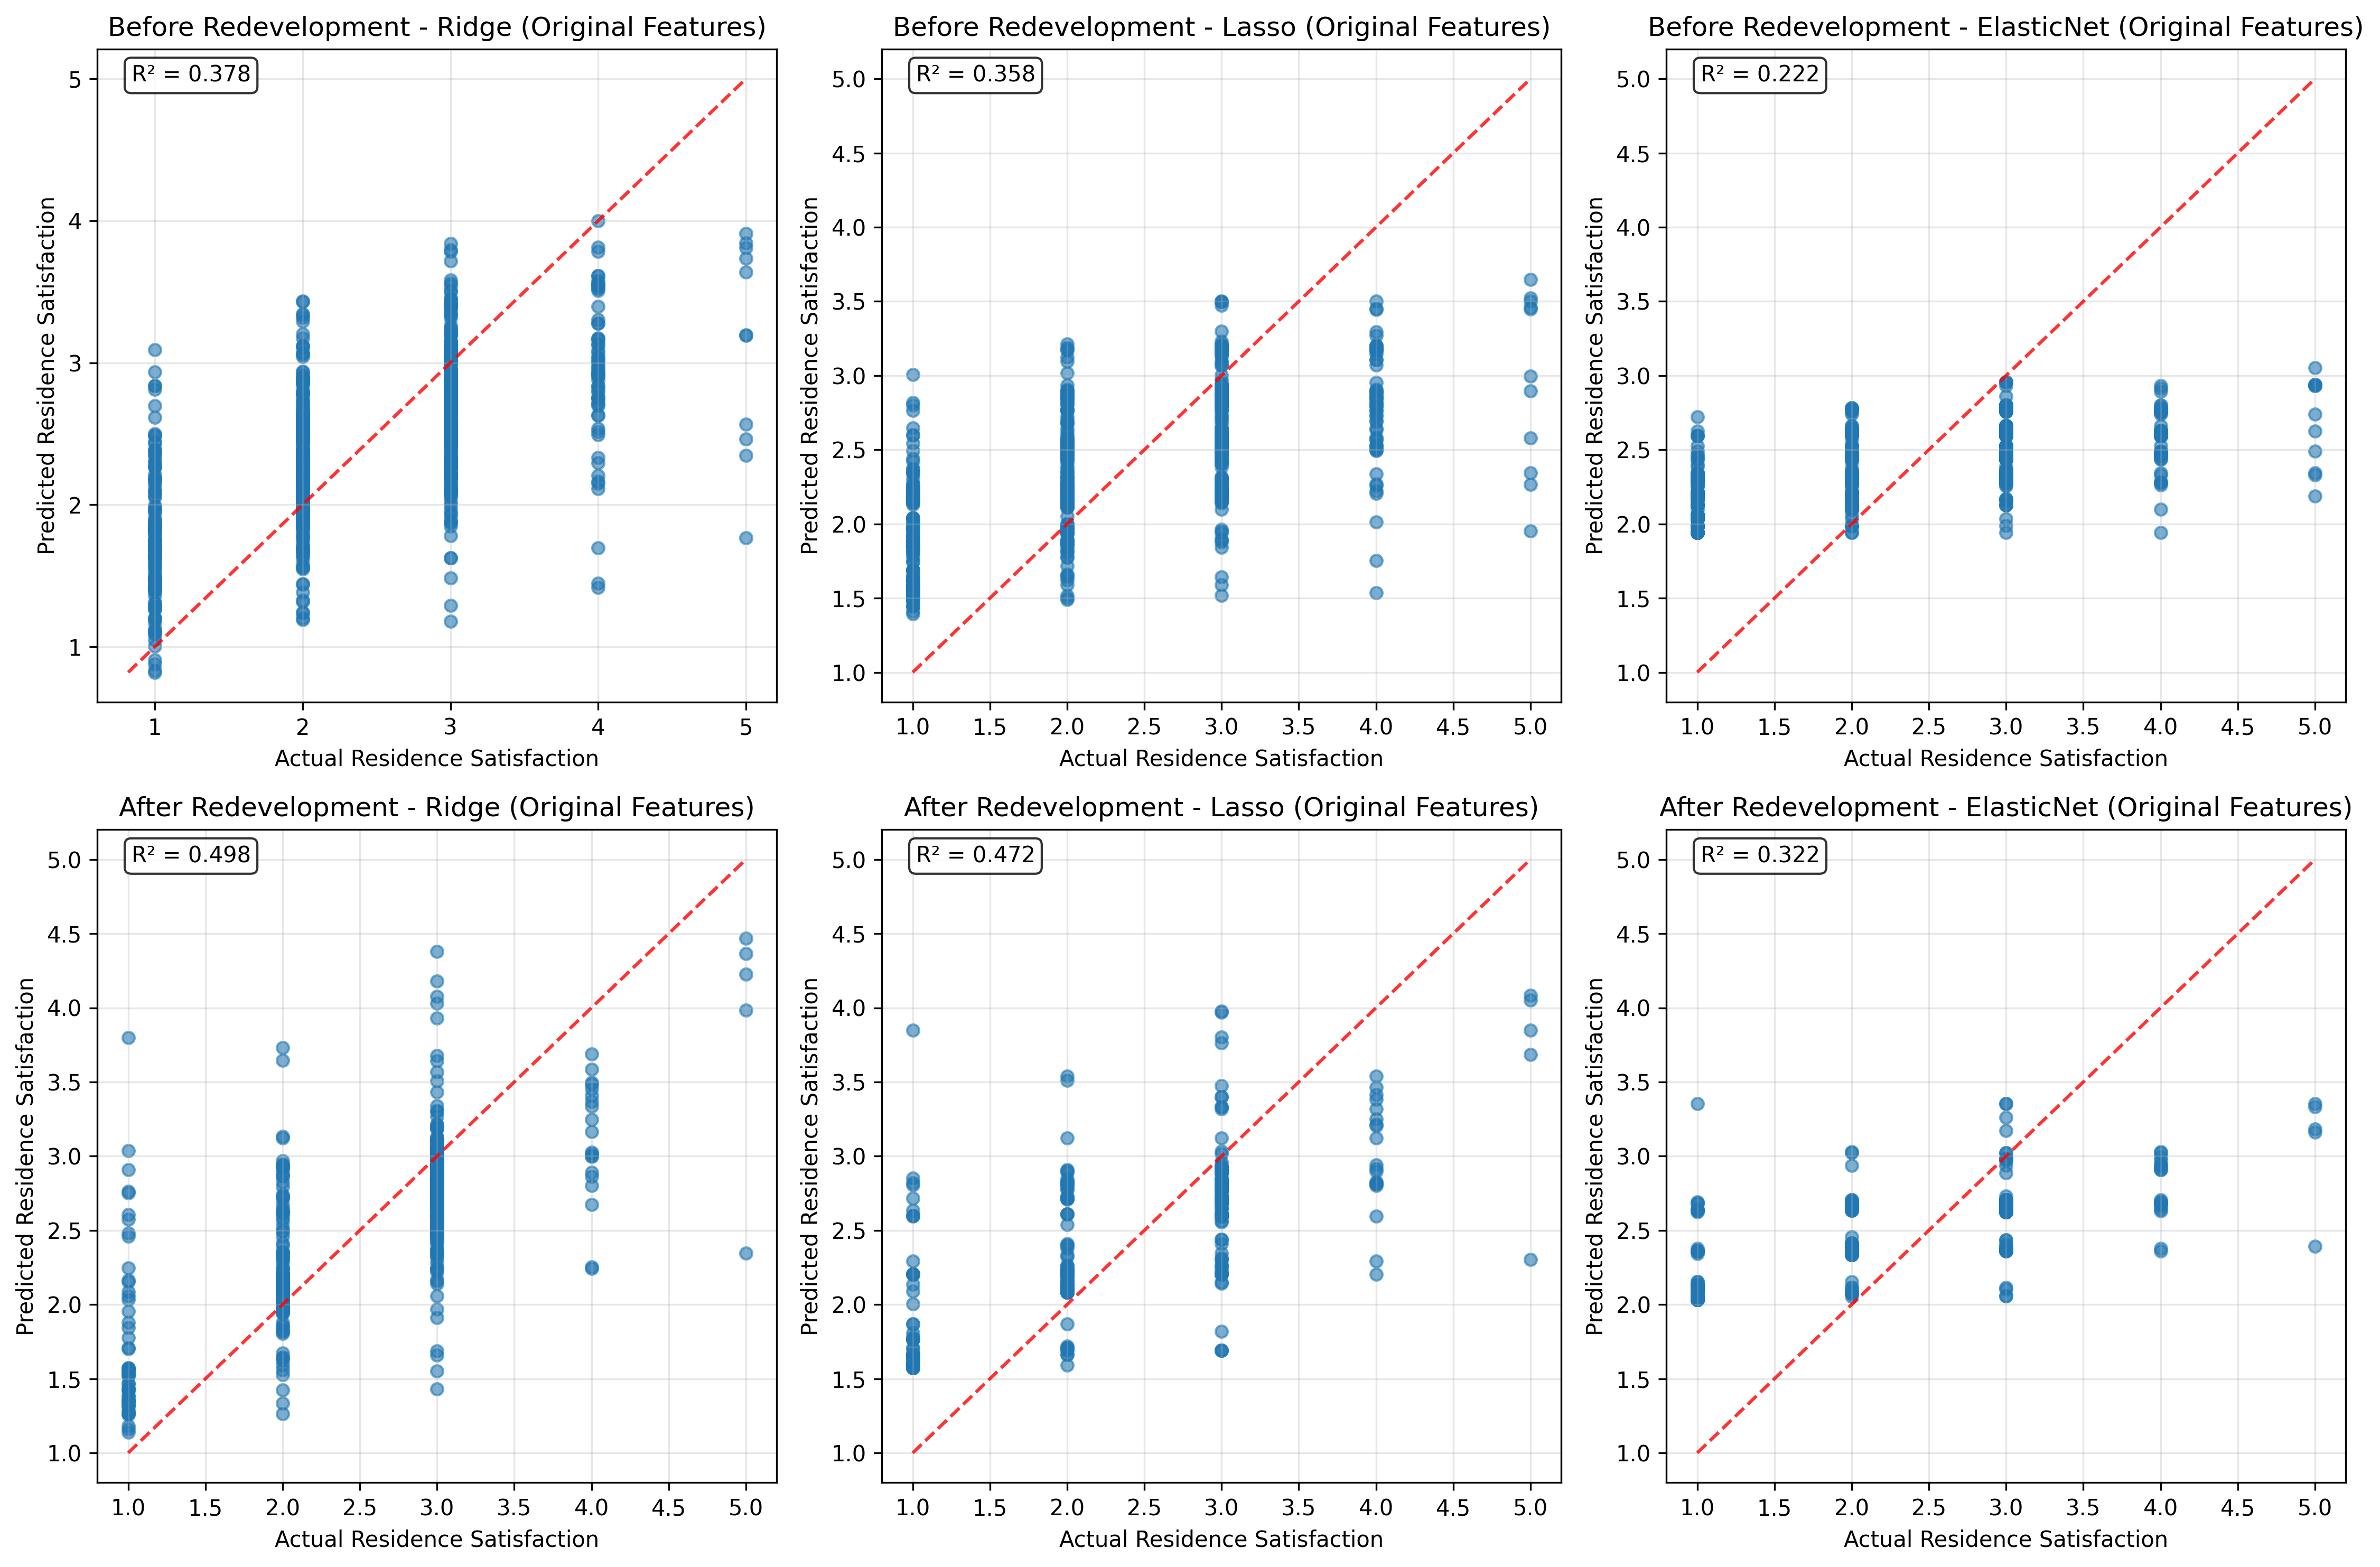 Before Redevelopment - Ridge (Original Features)
R² = 0.378
5
4
3
2
1
Predicted Residence Satisfaction
1 2 3 4 5
Actual Residence Satisfaction
Before Redevelopment - Lasso (Original Features)
R² = 0.358
5.0
4.5
4.0
3.5
3.0
2.5
2.0
1.5
1.0
Predicted Residence Satisfaction
1.0 1.5 2.0 2.5 3.0 3.5 4.0 4.5 5.0
Actual Residence Satisfaction
Before Redevelopment - ElasticNet (Original Features)
R² = 0.222
5.0
4.5
4.0
3.5
3.0
2.5
2.0
1.5
1.0
Predicted Residence Satisfaction
1.0 1.5 2.0 2.5 3.0 3.5 4.0 4.5 5.0
Actual Residence Satisfaction
After Redevelopment - Ridge (Original Features)
R² = 0.498
5.0
4.5
4.0
3.5
3.0
2.5
2.0
1.5
1.0
Predicted Residence Satisfaction
1.0 1.5 2.0 2.5 3.0 3.5 4.0 4.5 5.0
Actual Residence Satisfaction
After Redevelopment - Lasso (Original Features)
R² = 0.472
5.0
4.5
4.0
3.5
3.0
2.5
2.0
1.5
1.0
Predicted Residence Satisfaction
1.0 1.5 2.0 2.5 3.0 3.5 4.0 4.5 5.0
Actual Residence Satisfaction
After Redevelopment - ElasticNet (Original Features)
R² = 0.322
5.0
4.5
4.0
3.5
3.0
2.5
2.0
1.5
1.0
Predicted Residence Satisfaction
1.0 1.5 2.0 2.5 3.0 3.5 4.0 4.5 5.0
Actual Residence Satisfaction